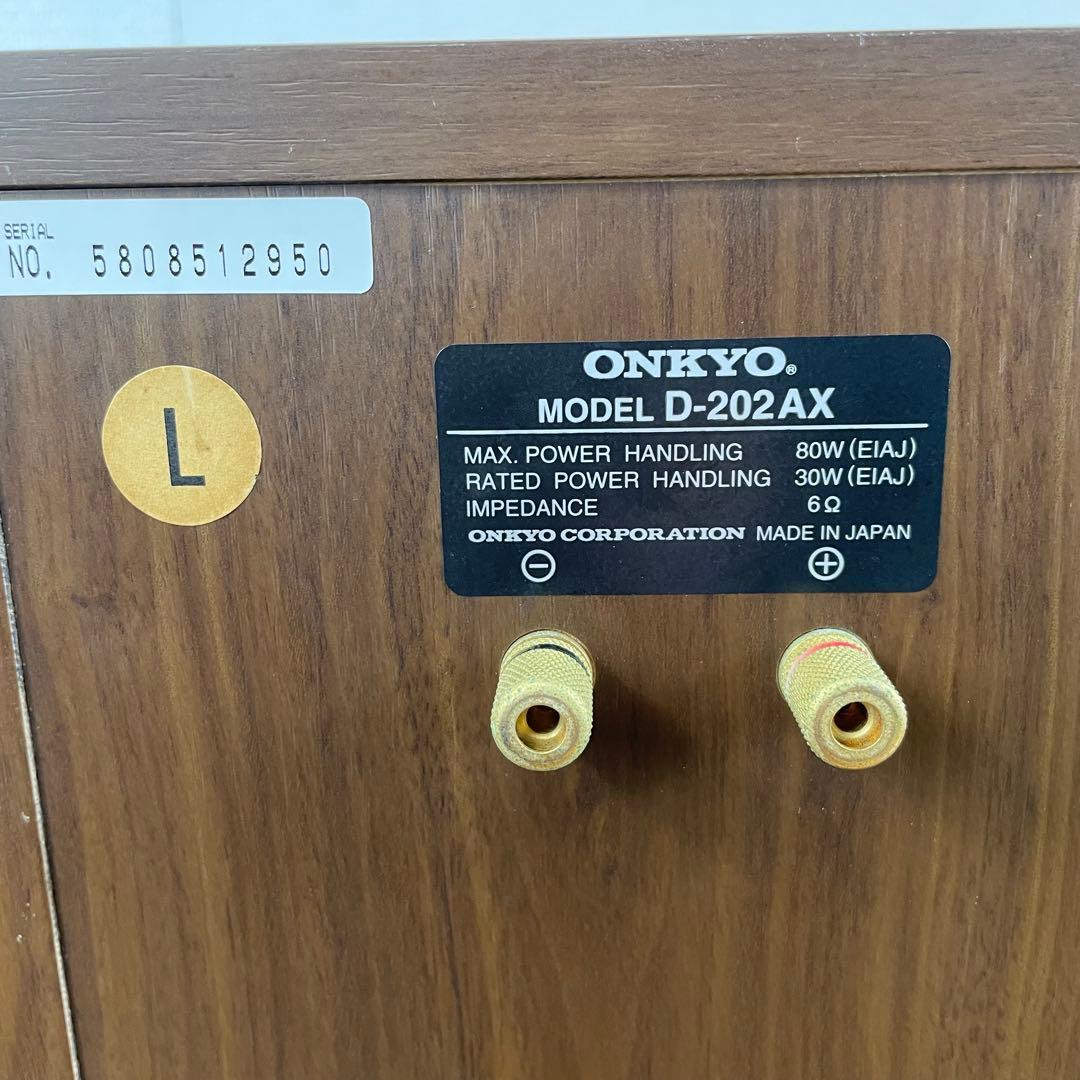 SERIAL
NO. 5808512950
L
ONKYO®
MODEL D-202AX
MAX. POWER HANDLING 80W (EIAJ)
RATED POWER HANDLING 30W (EIAJ)
IMPEDANCE 6Ω
ONKYO CORPORATION MADE IN JAPAN
⊖ ⊕